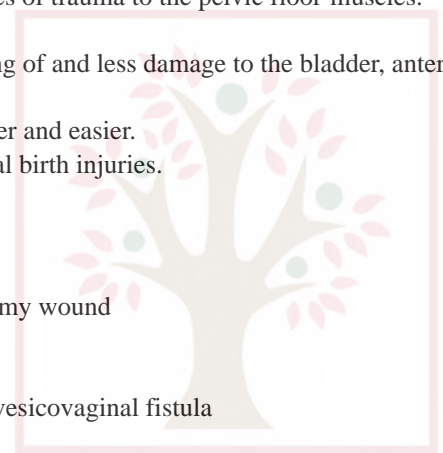 es of trauma to the pelvic floor muscles.
ng of and less damage to the bladder, anter
er and easier.
al birth injuries.
my wound
vesicovaginal fistula